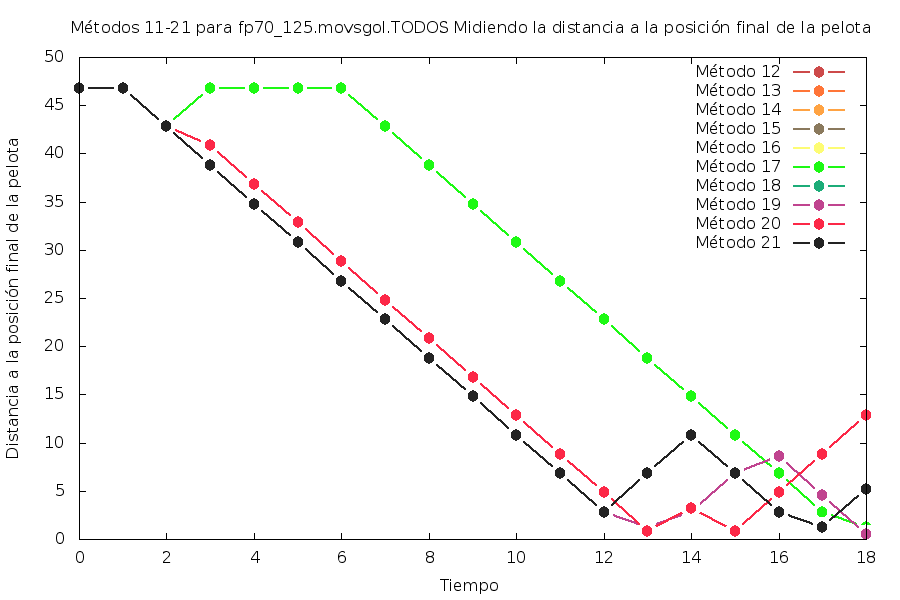 Métodos 11-21 para fp70_125.movsgol.TODOS Midiendo la distancia a la posición final de la pelota
50
45
40
35
30
25
20
15
10
5
0
Distancia a la posición final de la pelota
Método 12
Método 13
Método 14
Método 15
Método 16
Método 17
Método 18
Método 19
Método 20
Método 21
0 2 4 6 8 10 12 14 16 18
Tiempo